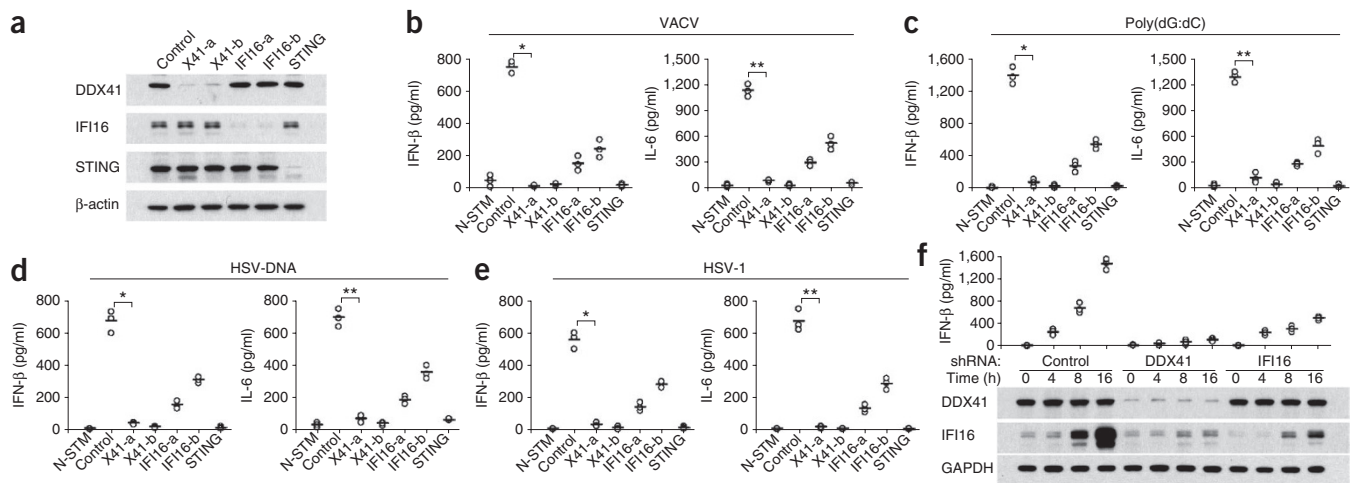 a
Control
X41-a
X41-b
IFI16-a
IFI16-b
STING
DDX41
IFI16
STING
β-actin
b
VACV
IFN-β (pg/ml)
800
600
400
200
0
*
N-STM
Control
X41-a
X41-b
IFI16-a
IFI16-b
STING
IL-6 (pg/ml)
1,500
1,200
900
600
300
0
**
N-STM
Control
X41-a
X41-b
IFI16-a
IFI16-b
STING
c
Poly(dG:dC)
IFN-β (pg/ml)
1,600
1,200
800
400
0
*
N-STM
Control
X41-a
X41-b
IFI16-a
IFI16-b
STING
IL-6 (pg/ml)
1,500
1,200
900
600
300
0
**
N-STM
Control
X41-a
X41-b
IFI16-a
IFI16-b
STING
d
HSV-DNA
IFN-β (pg/ml)
800
600
400
200
0
*
N-STM
Control
X41-a
X41-b
IFI16-a
IFI16-b
STING
IL-6 (pg/ml)
800
600
400
200
0
**
N-STM
Control
X41-a
X41-b
IFI16-a
IFI16-b
STING
e
HSV-1
IFN-β (pg/ml)
800
600
400
200
0
*
N-STM
Control
X41-a
X41-b
IFI16-a
IFI16-b
STING
IL-6 (pg/ml)
800
600
400
200
0
**
N-STM
Control
X41-a
X41-b
IFI16-a
IFI16-b
STING
f
IFN-β (pg/ml)
1,600
1,200
800
400
0
shRNA: Control DDX41 IFI16
Time (h) 0 4 8 16 0 4 8 16 0 4 8 16
DDX41
IFI16
GAPDH